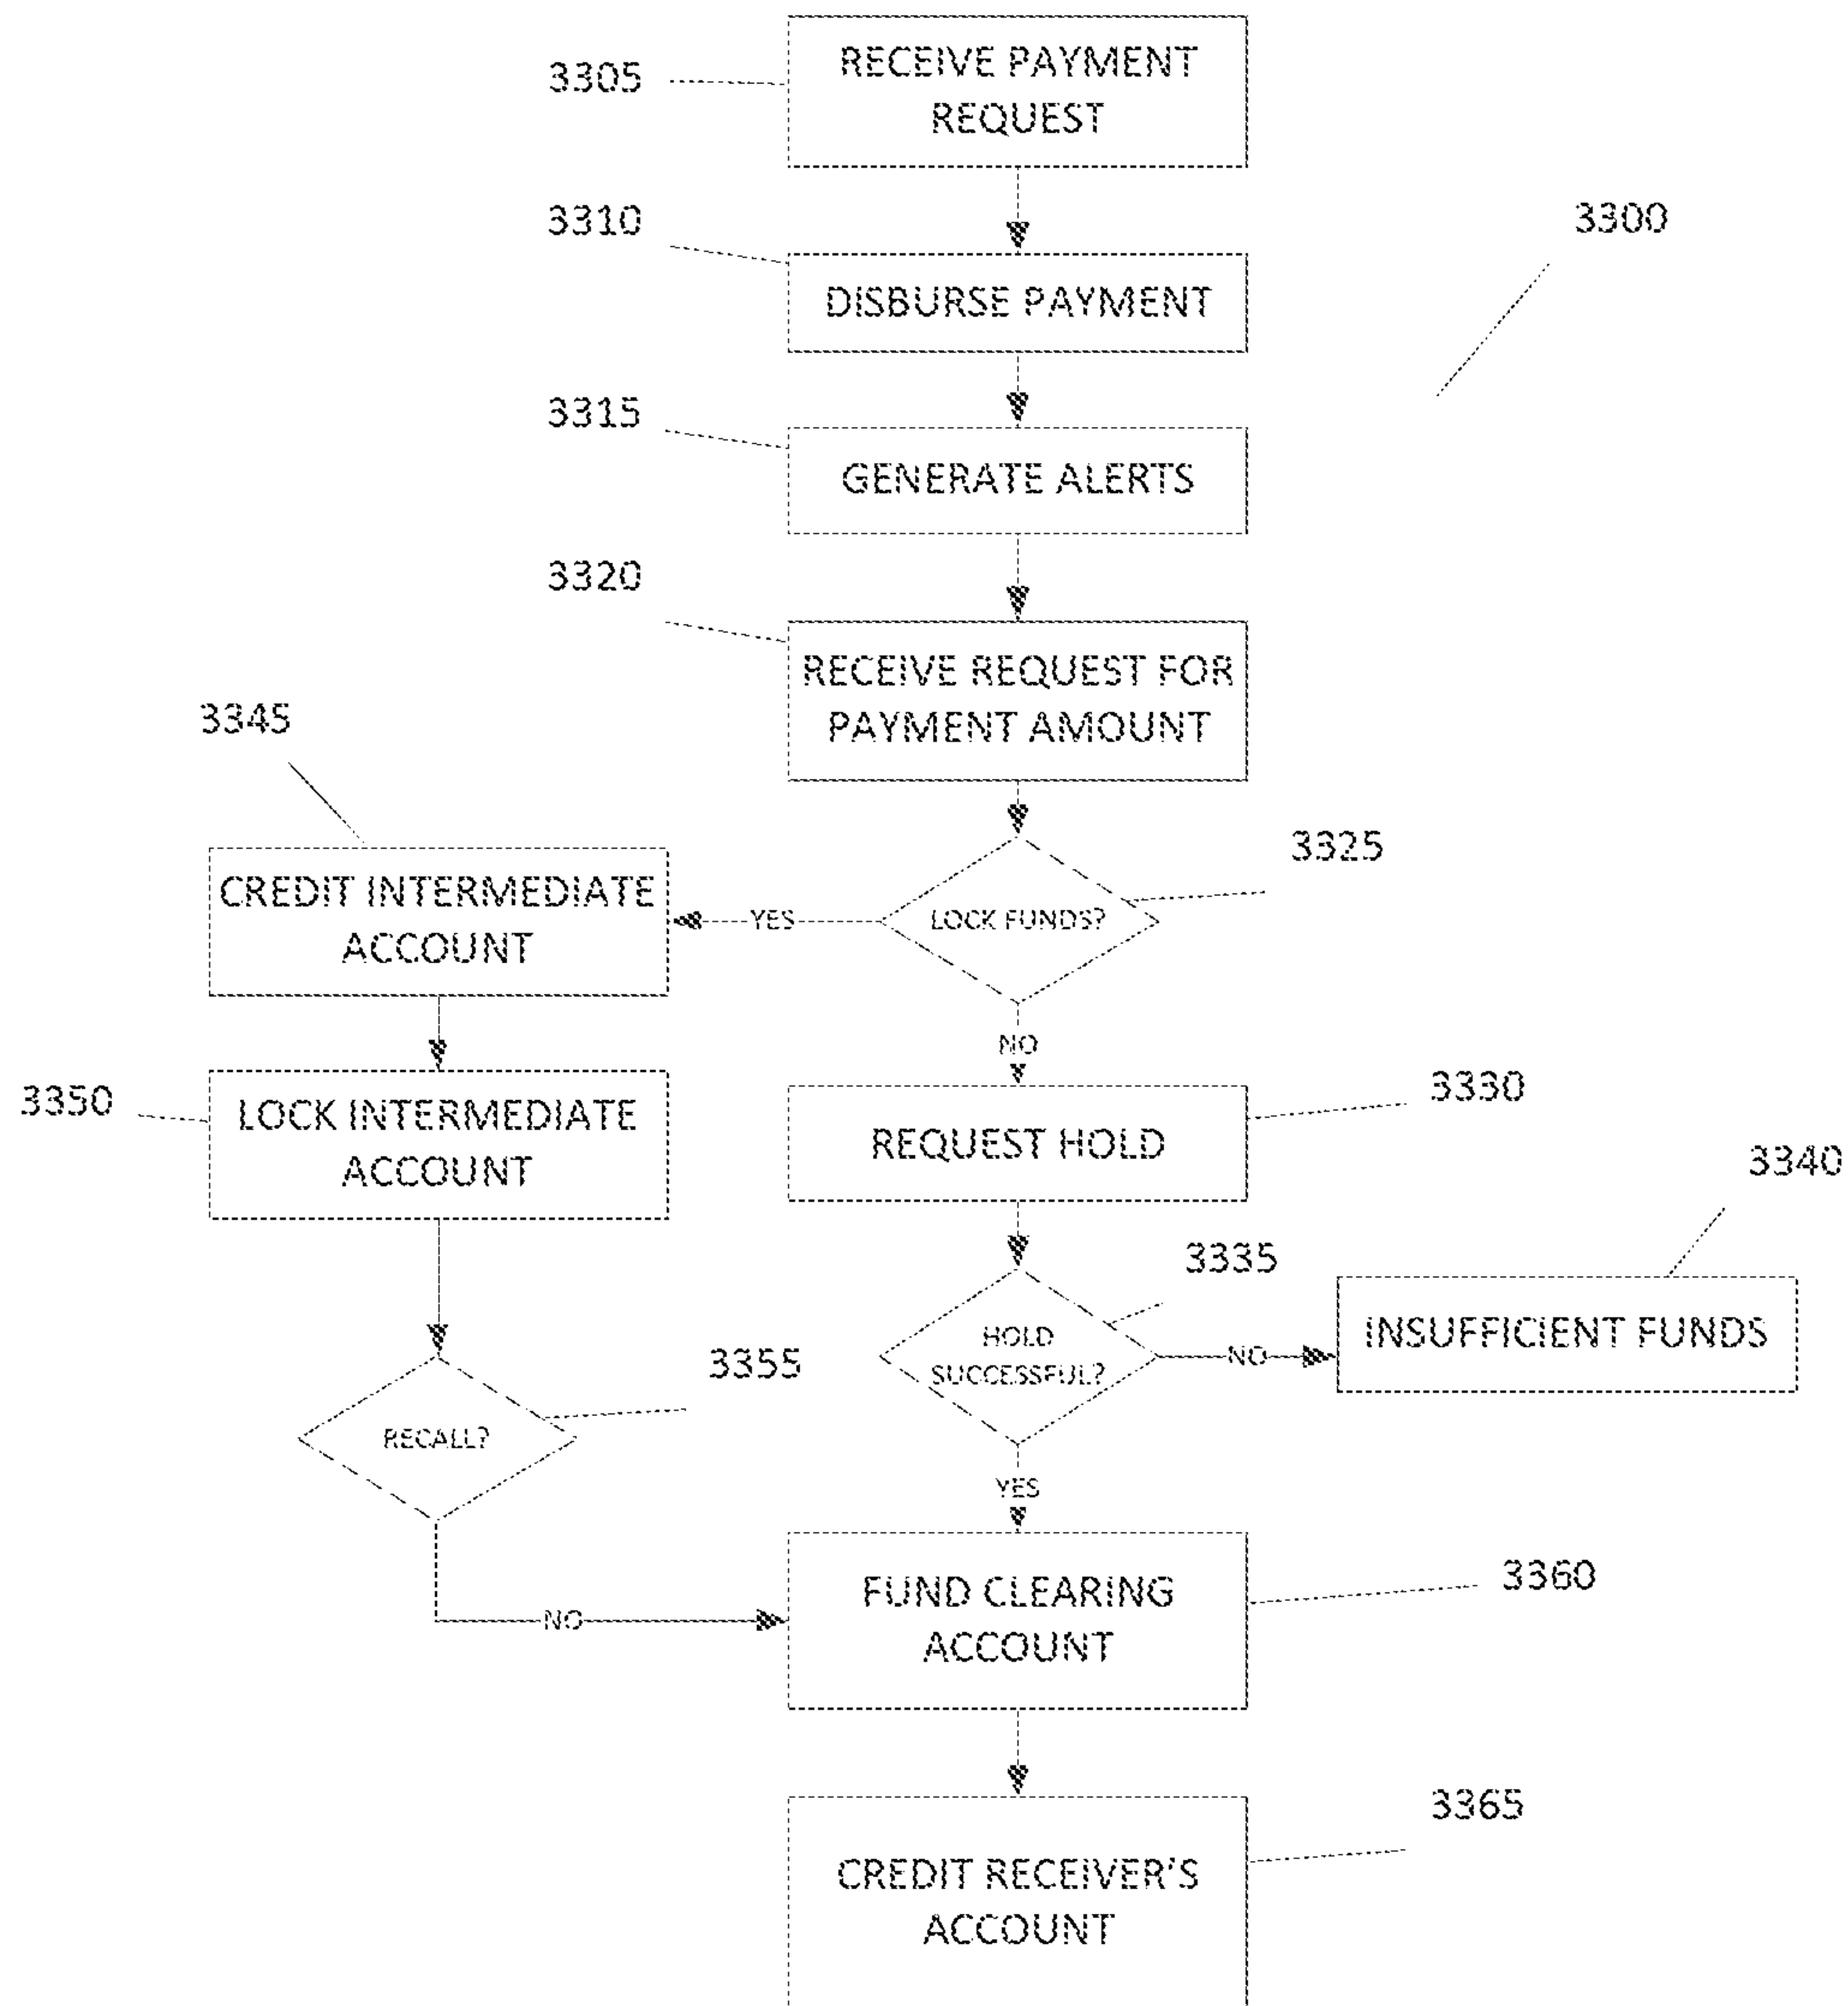 3305
RECEIVE PAYMENT
REQUEST
3310
3300
DISBURSE PAYMENT
3315
GENERATE ALERTS
3320
RECEIVE REQUEST FOR
PAYMENT AMOUNT
3345
3325
CREDIT INTERMEDIATE
ACCOUNT
YES
LOCK FUNDS?
NO
3350
LOCK INTERMEDIATE
ACCOUNT
3330
REQUEST HOLD
3340
3335
INSUFFICIENT FUNDS
HOLD
SUCCESSFUL?
NO
3355
RECALL?
YES
3360
FUND CLEARING
ACCOUNT
NO
3365
CREDIT RECEIVER'S
ACCOUNT